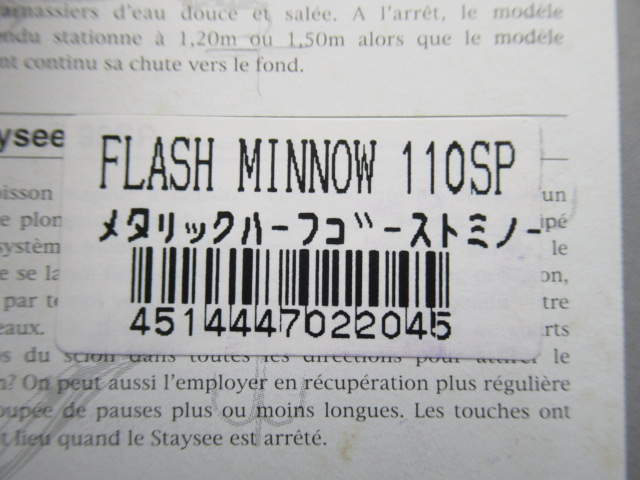 rnassiers d'eau douce et salée. A l'arrêt, le modèle
ndu stationne à 1,20m ou 1,50m alors que le modèle
nt continu sa chute vers le fond.
ysee
FLASH MINNOW 110SP
メタリックハーフゴーストミノー
4514447022045
oisson un
e plon pé
système le
e se la on,
par te tre
eaux. rts
s du scion dans toutes les directions pour attirer le
n? On peut aussi l'employer en récupération plus régulière
oupée de pauses plus ou moins longues. Les touches ont
t lieu quand le Staysee est arrêté.